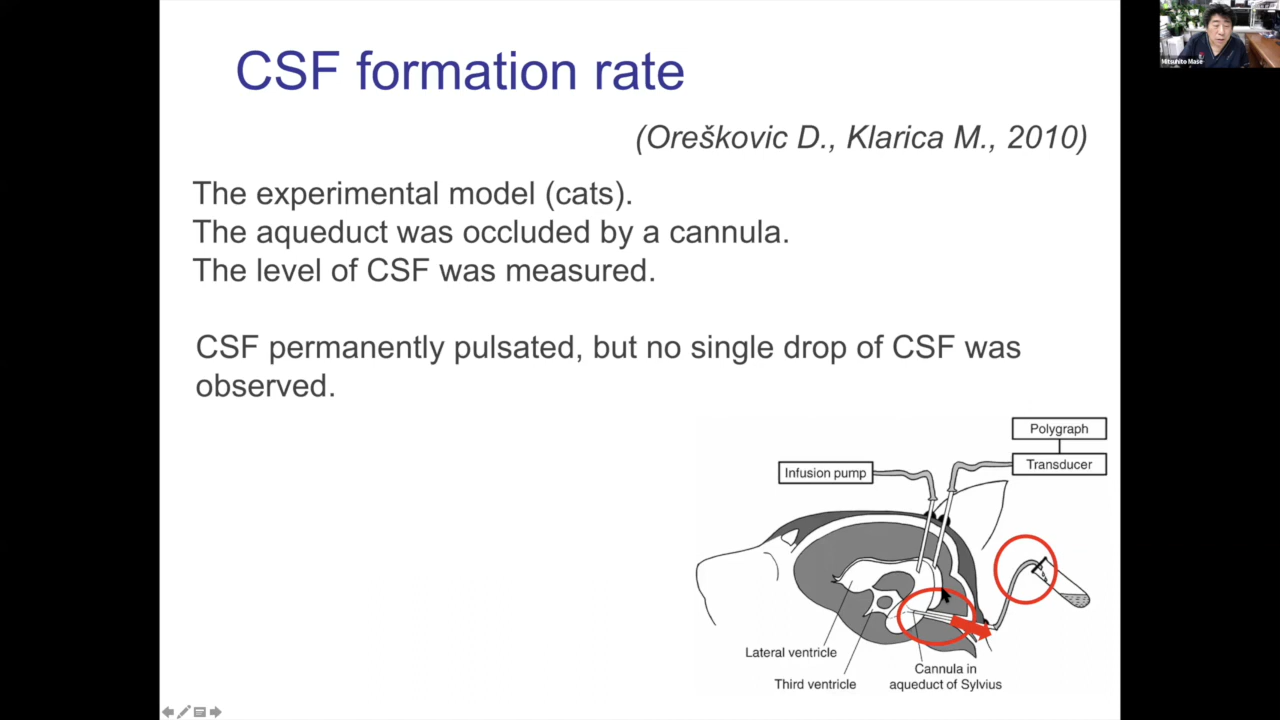 CSF formation rate
(Oreškovic D., Klarica M., 2010)
The experimental model (cats).
The aqueduct was occluded by a cannula.
The level of CSF was measured.
CSF permanently pulsated, but no single drop of CSF was
observed.
Polygraph
Transducer
Infusion pump
Lateral ventricle
Third ventricle
Cannula in
aqueduct of Sylvius
Mitsuhito Mase